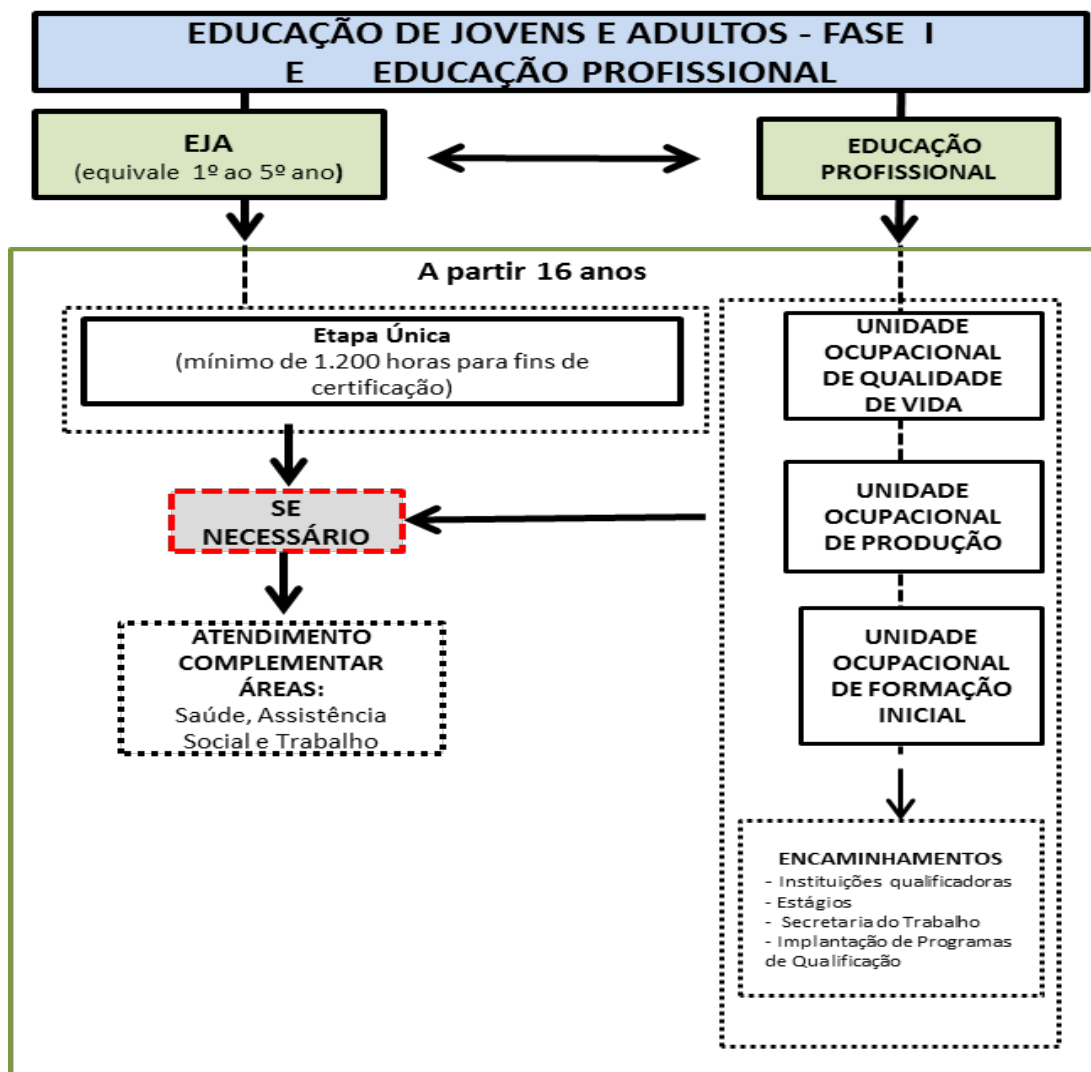 EDUCAÇÃO DE JOVENS E ADULTOS - FASE I
E EDUCAÇÃO PROFISSIONAL
EJA
(equivale 1º ao 5º ano)
EDUCAÇÃO
PROFISSIONAL
A partir 16 anos
Etapa Única
(mínimo de 1.200 horas para fins de
certificação)
SE
NECESSÁRIO
ATENDIMENTO
COMPLEMENTAR
ÁREAS:
Saúde, Assistência
Social e Trabalho
UNIDADE
OCUPACIONAL
DE QUALIDADE
DE VIDA
UNIDADE
OCUPACIONAL
DE PRODUÇÃO
UNIDADE
OCUPACIONAL
DE FORMAÇÃO
INICIAL
ENCAMINHAMENTOS
- Instituições qualificadoras
- Estágios
- Secretaria do Trabalho
- Implantação de Programas
de Qualificação